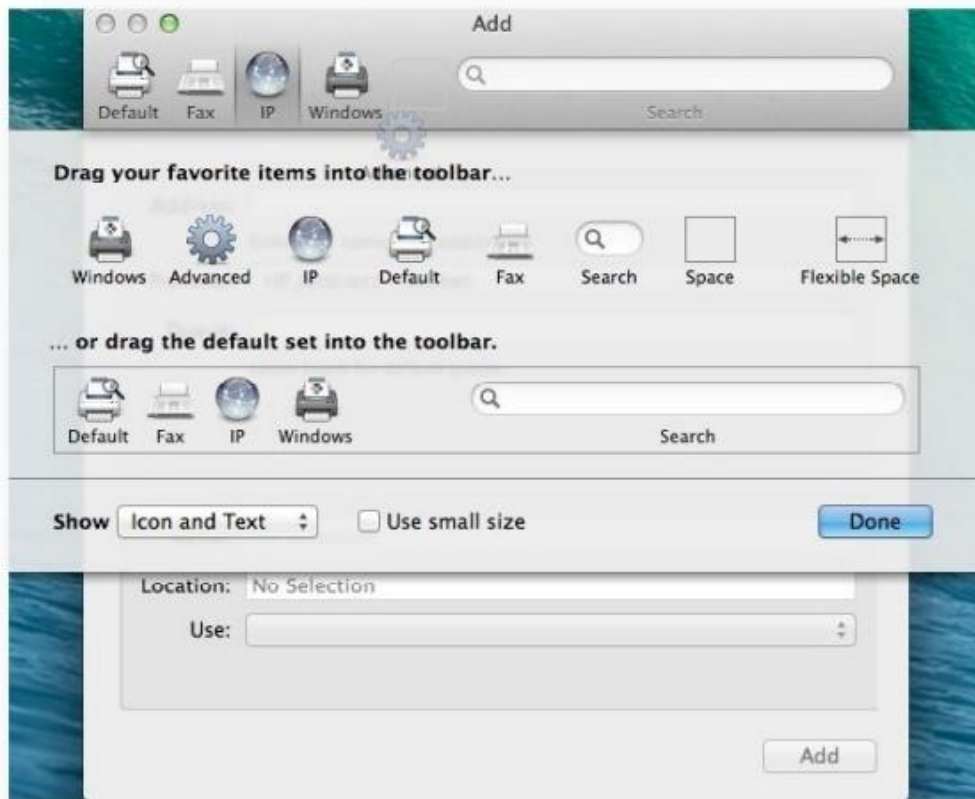 Add
Default Fax IP Windows Search
Drag your favorite items into the toolbar...
Windows Advanced IP Default Fax Search Space Flexible Space
... or drag the default set into the toolbar.
Default Fax IP Windows Search
Show Icon and Text Use small size Done
Location: No Selection
Use:
Add